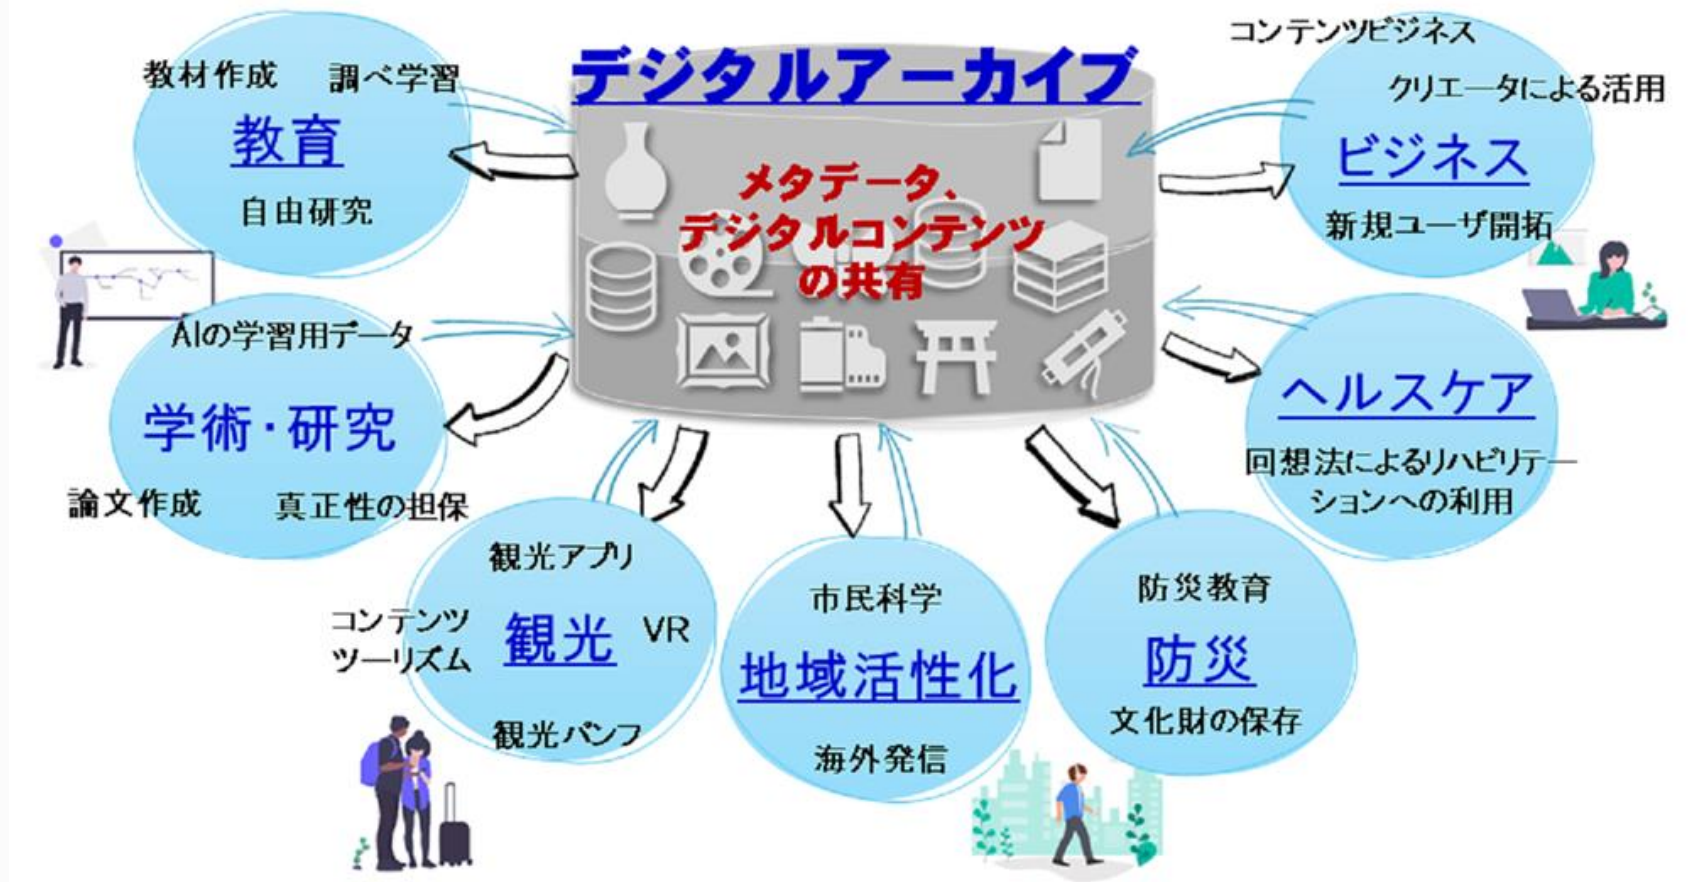 デジタルアーカイブ
メタデータ、
デジタルコンテンツ
の共有
教材作成
調べ学習
教育
自由研究
AIの学習用データ
学術・研究
論文作成
真正性の担保
観光アプリ
コンテンツ
ツーリズム
観光
VR
観光パンフ
市民科学
地域活性化
海外発信
防災教育
防災
文化財の保存
ヘルスケア
回想法によるリハビリテー
ションへの利用
コンテンツビジネス
クリエータによる活用
ビジネス
新規ユーザ開拓